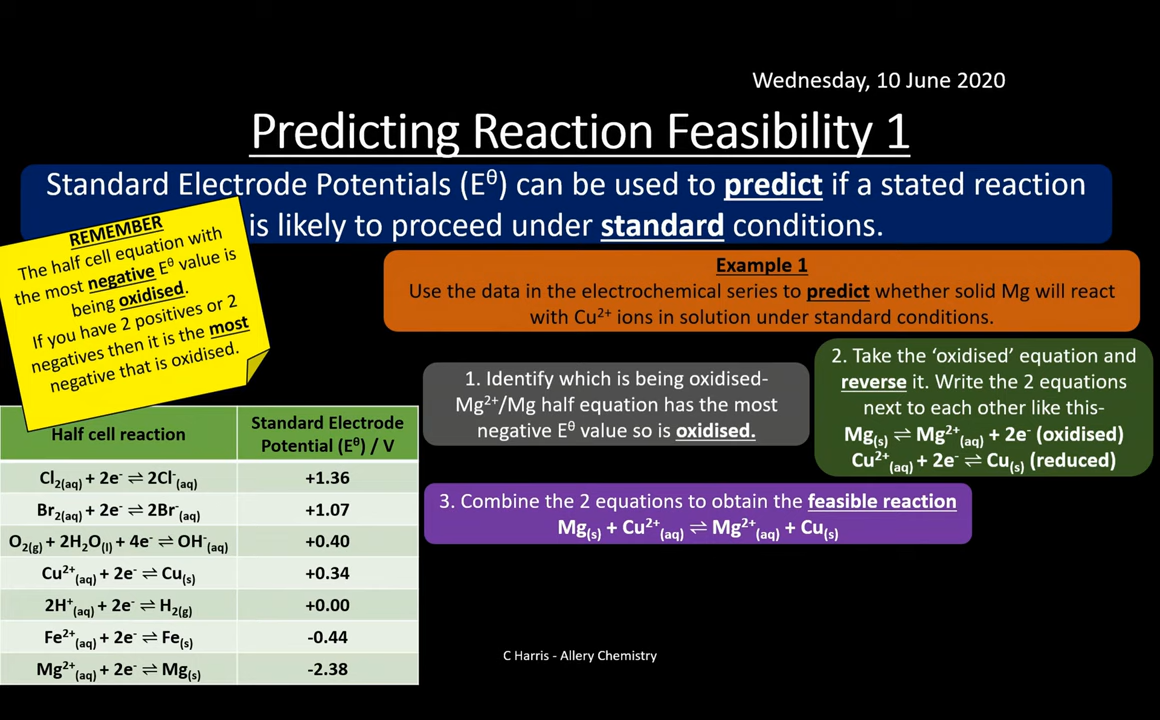 Wednesday, 10 June 2020
Predicting Reaction Feasibility 1
Standard Electrode Potentials (Eᶿ) can be used to predict if a stated reaction
is likely to proceed under standard conditions.
REMEMBER
The half cell equation with
the most negative Eᶿ value is
being oxidised.
If you have 2 positives or 2
negatives then it is the most
negative that is oxidised.
Example 1
Use the data in the electrochemical series to predict whether solid Mg will react
with Cu²⁺ ions in solution under standard conditions.
1. Identify which is being oxidised-
Mg²⁺/Mg half equation has the most
negative Eᶿ value so is oxidised.
2. Take the ‘oxidised’ equation and
reverse it. Write the 2 equations
next to each other like this-
Mg₍s₎ ⇌ Mg²⁺₍aq₎ + 2e⁻ (oxidised)
Cu²⁺₍aq₎ + 2e⁻ ⇌ Cu₍s₎ (reduced)
3. Combine the 2 equations to obtain the feasible reaction
Mg₍s₎ + Cu²⁺₍aq₎ ⇌ Mg²⁺₍aq₎ + Cu₍s₎
Half cell reaction
Standard Electrode
Potential (Eᶿ) / V
Cl₂₍aq₎ + 2e⁻ ⇌ 2Cl⁻₍aq₎ +1.36
Br₂₍aq₎ + 2e⁻ ⇌ 2Br⁻₍aq₎ +1.07
O₂₍g₎ + 2H₂O₍l₎ + 4e⁻ ⇌ OH⁻₍aq₎ +0.40
Cu²⁺₍aq₎ + 2e⁻ ⇌ Cu₍s₎ +0.34
2H⁺₍aq₎ + 2e⁻ ⇌ H₂₍g₎ +0.00
Fe²⁺₍aq₎ + 2e⁻ ⇌ Fe₍s₎ -0.44
Mg²⁺₍aq₎ + 2e⁻ ⇌ Mg₍s₎ -2.38
C Harris - Allery Chemistry